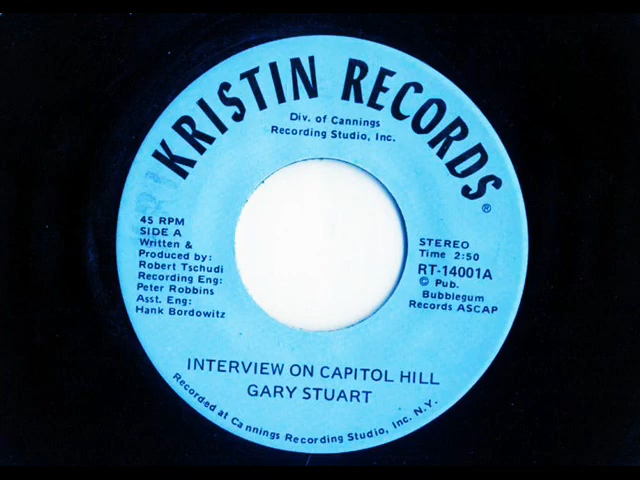 KRISTIN RECORDS®
Div. of Cannings
Recording Studio, Inc.
45 RPM
SIDE A
Written &
Produced by:
Robert Tschudi
Recording Eng:
Peter Robbins
Asst. Eng:
Hank Bordowitz
STEREO
Time 2:50
RT-14001A
© Pub.
Bubblegum
Records ASCAP
INTERVIEW ON CAPITOL HILL
GARY STUART
Recorded at Cannings Recording Studio, Inc. N.Y.